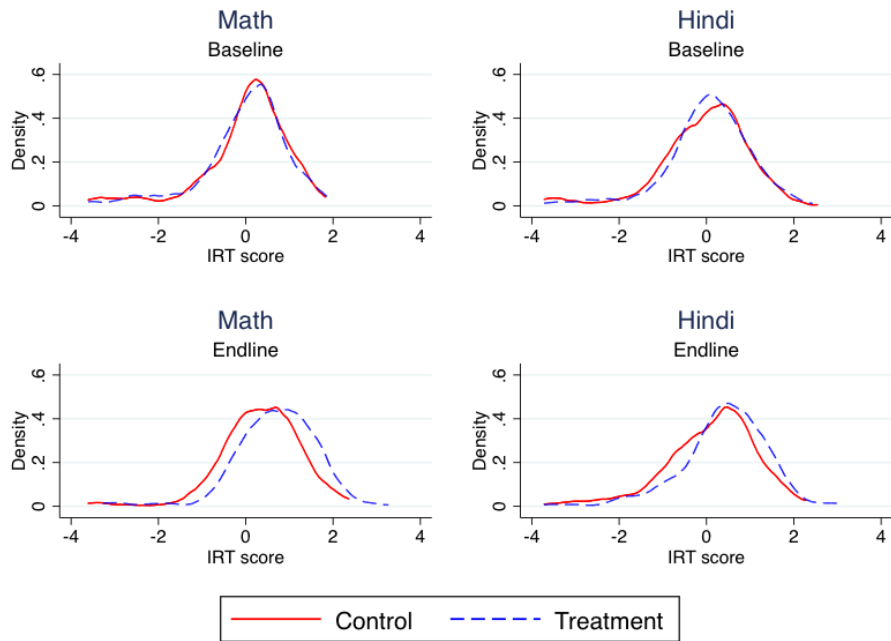 Math
Baseline
Density
0 .2 .4 .6
-4 -2 0 2 4
IRT score
Hindi
Baseline
Density
0 .2 .4 .6
-4 -2 0 2 4
IRT score
Math
Endline
Density
0 .2 .4 .6
-4 -2 0 2 4
IRT score
Hindi
Endline
Density
0 .2 .4 .6
-4 -2 0 2 4
IRT score
Control Treatment